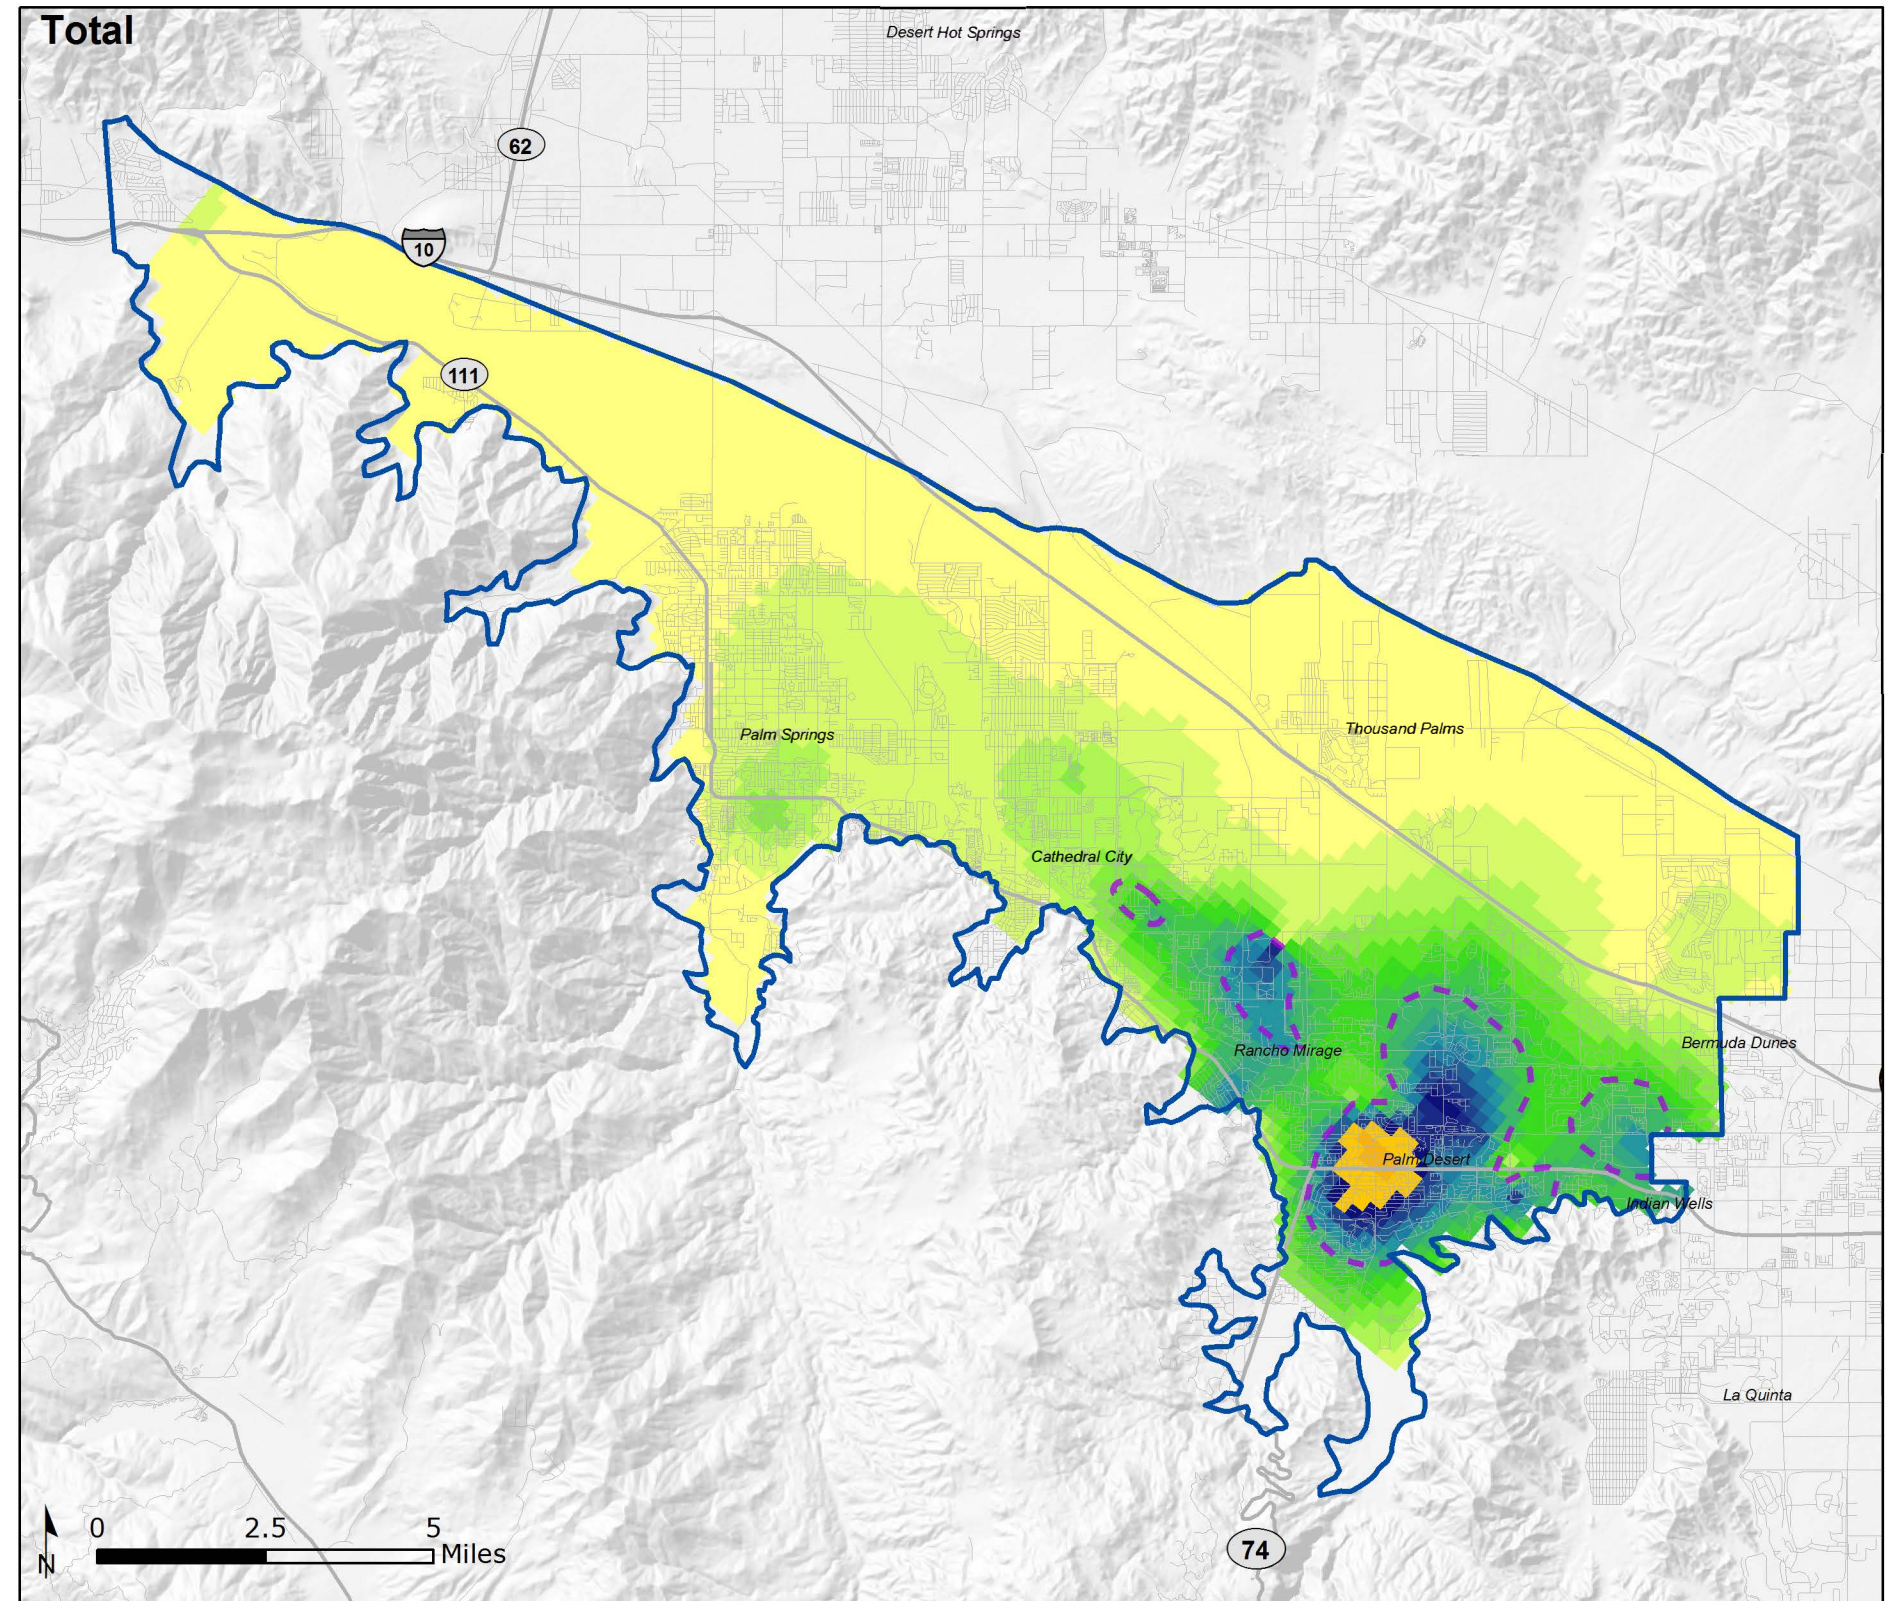 Total
Desert Hot Springs
62
10
111
Thousand Palms
Palm Springs
Cathedral City
Bermuda Dunes
Rancho Mirage
Palm Desert
Indian Wells
La Quinta
0 2.5 5
Miles
N
74